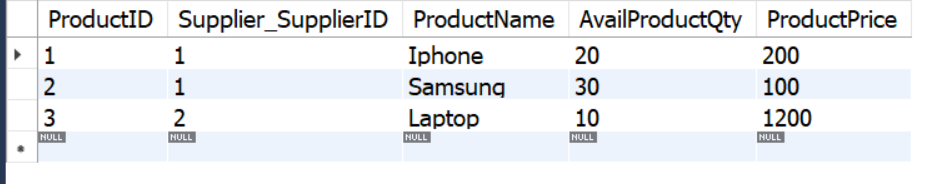 ProductID Supplier_SupplierID ProductName AvailProductQty ProductPrice
1 1 Iphone 20 200
2 1 Samsung 30 100
3 2 Laptop 10 1200
NULL NULL NULL NULL NULL